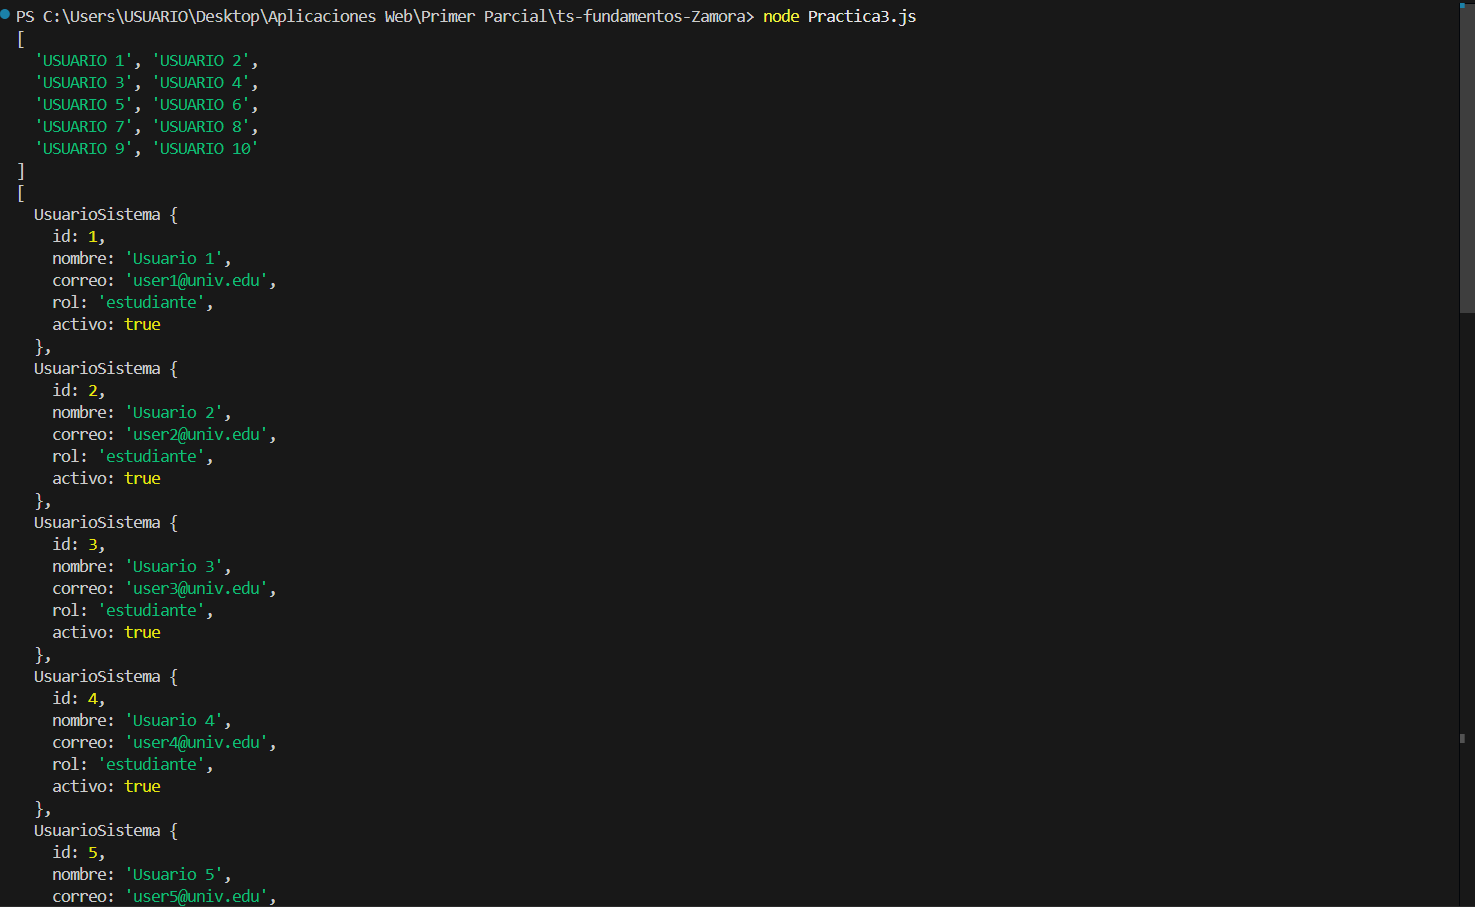 PS C:\Users\USUARIO\Desktop\Aplicaciones Web\Primer Parcial\ts-fundamentos-Zamora> node Practica3.js
[
  'USUARIO 1', 'USUARIO 2',
  'USUARIO 3', 'USUARIO 4',
  'USUARIO 5', 'USUARIO 6',
  'USUARIO 7', 'USUARIO 8',
  'USUARIO 9', 'USUARIO 10'
]
[
  UsuarioSistema {
    id: 1,
    nombre: 'Usuario 1',
    correo: 'user1@univ.edu',
    rol: 'estudiante',
    activo: true
  },
  UsuarioSistema {
    id: 2,
    nombre: 'Usuario 2',
    correo: 'user2@univ.edu',
    rol: 'estudiante',
    activo: true
  },
  UsuarioSistema {
    id: 3,
    nombre: 'Usuario 3',
    correo: 'user3@univ.edu',
    rol: 'estudiante',
    activo: true
  },
  UsuarioSistema {
    id: 4,
    nombre: 'Usuario 4',
    correo: 'user4@univ.edu',
    rol: 'estudiante',
    activo: true
  },
  UsuarioSistema {
    id: 5,
    nombre: 'Usuario 5',
    correo: 'user5@univ.edu',